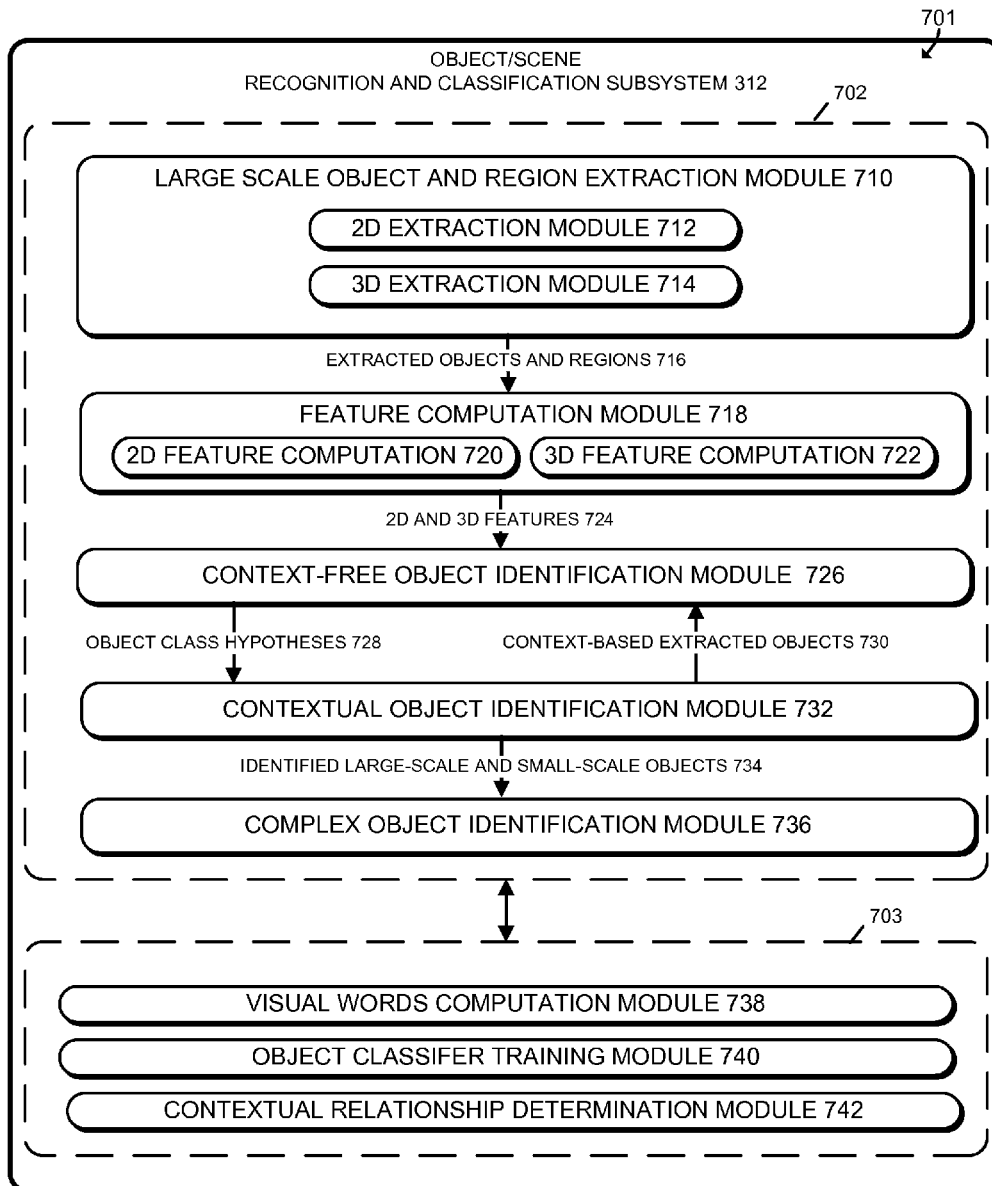 701
OBJECT/SCENE
RECOGNITION AND CLASSIFICATION SUBSYSTEM 312
702
LARGE SCALE OBJECT AND REGION EXTRACTION MODULE 710
2D EXTRACTION MODULE 712
3D EXTRACTION MODULE 714
EXTRACTED OBJECTS AND REGIONS 716
FEATURE COMPUTATION MODULE 718
2D FEATURE COMPUTATION 720
3D FEATURE COMPUTATION 722
2D AND 3D FEATURES 724
CONTEXT-FREE OBJECT IDENTIFICATION MODULE 726
OBJECT CLASS HYPOTHESES 728
CONTEXT-BASED EXTRACTED OBJECTS 730
CONTEXTUAL OBJECT IDENTIFICATION MODULE 732
IDENTIFIED LARGE-SCALE AND SMALL-SCALE OBJECTS 734
COMPLEX OBJECT IDENTIFICATION MODULE 736
703
VISUAL WORDS COMPUTATION MODULE 738
OBJECT CLASSIFER TRAINING MODULE 740
CONTEXTUAL RELATIONSHIP DETERMINATION MODULE 742